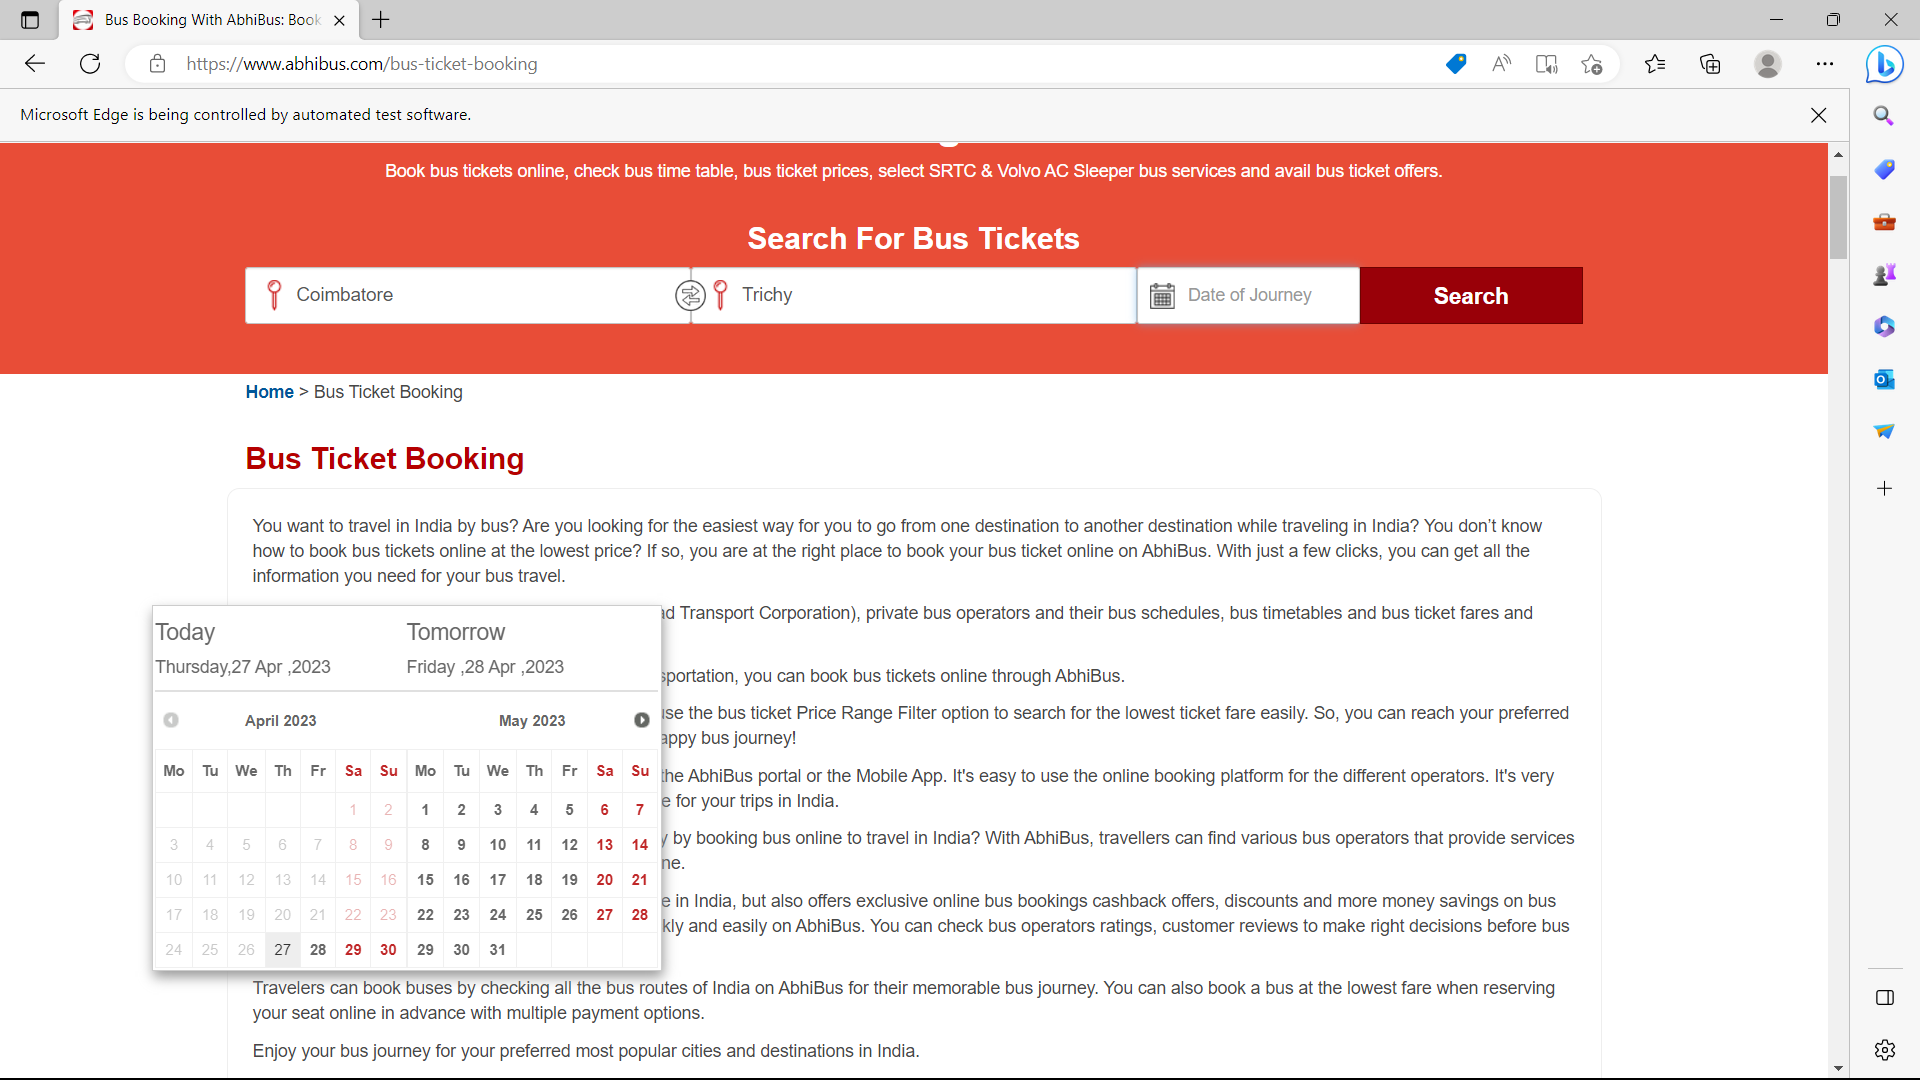 Bus Booking With AbhiBus: Book
https://www.abhibus.com/bus-ticket-booking
Microsoft Edge is being controlled by automated test software.
Book bus tickets online, check bus time table, bus ticket prices, select SRTC & Volvo AC Sleeper bus services and avail bus ticket offers.
Search For Bus Tickets
Coimbatore
Trichy
Date of Journey
Search
Home > Bus Ticket Booking
Bus Ticket Booking
You want to travel in India by bus? Are you looking for the easiest way for you to go from one destination to another destination while traveling in India? You don't know
how to book bus tickets online at the lowest price? If so, you are at the right place to book your bus ticket online on AbhiBus. With just a few clicks, you can get all the
information you need for your bus travel.
ad Transport Corporation), private bus operators and their bus schedules, bus timetables and bus ticket fares and
sportation, you can book bus tickets online through AbhiBus.
use the bus ticket Price Range Filter option to search for the lowest ticket fare easily. So, you can reach your preferred
appy bus journey!
the AbhiBus portal or the Mobile App. It's easy to use the online booking platform for the different operators. It's very
e for your trips in India.
y by booking bus online to travel in India? With AbhiBus, travellers can find various bus operators that provide services
ne.
e in India, but also offers exclusive online bus bookings cashback offers, discounts and more money savings on bus
kly and easily on AbhiBus. You can check bus operators ratings, customer reviews to make right decisions before bus
Today Tomorrow
Thursday,27 Apr ,2023 Friday ,28 Apr ,2023
April 2023 May 2023
Mo Tu We Th Fr Sa Su Mo Tu We Th Fr Sa Su
1 2 1 2 3 4 5 6 7
3 4 5 6 7 8 9 8 9 10 11 12 13 14
10 11 12 13 14 15 16 15 16 17 18 19 20 21
17 18 19 20 21 22 23 22 23 24 25 26 27 28
24 25 26 27 28 29 30 29 30 31
Travelers can book buses by checking all the bus routes of India on AbhiBus for their memorable bus journey. You can also book a bus at the lowest fare when reserving
your seat online in advance with multiple payment options.
Enjoy your bus journey for your preferred most popular cities and destinations in India.